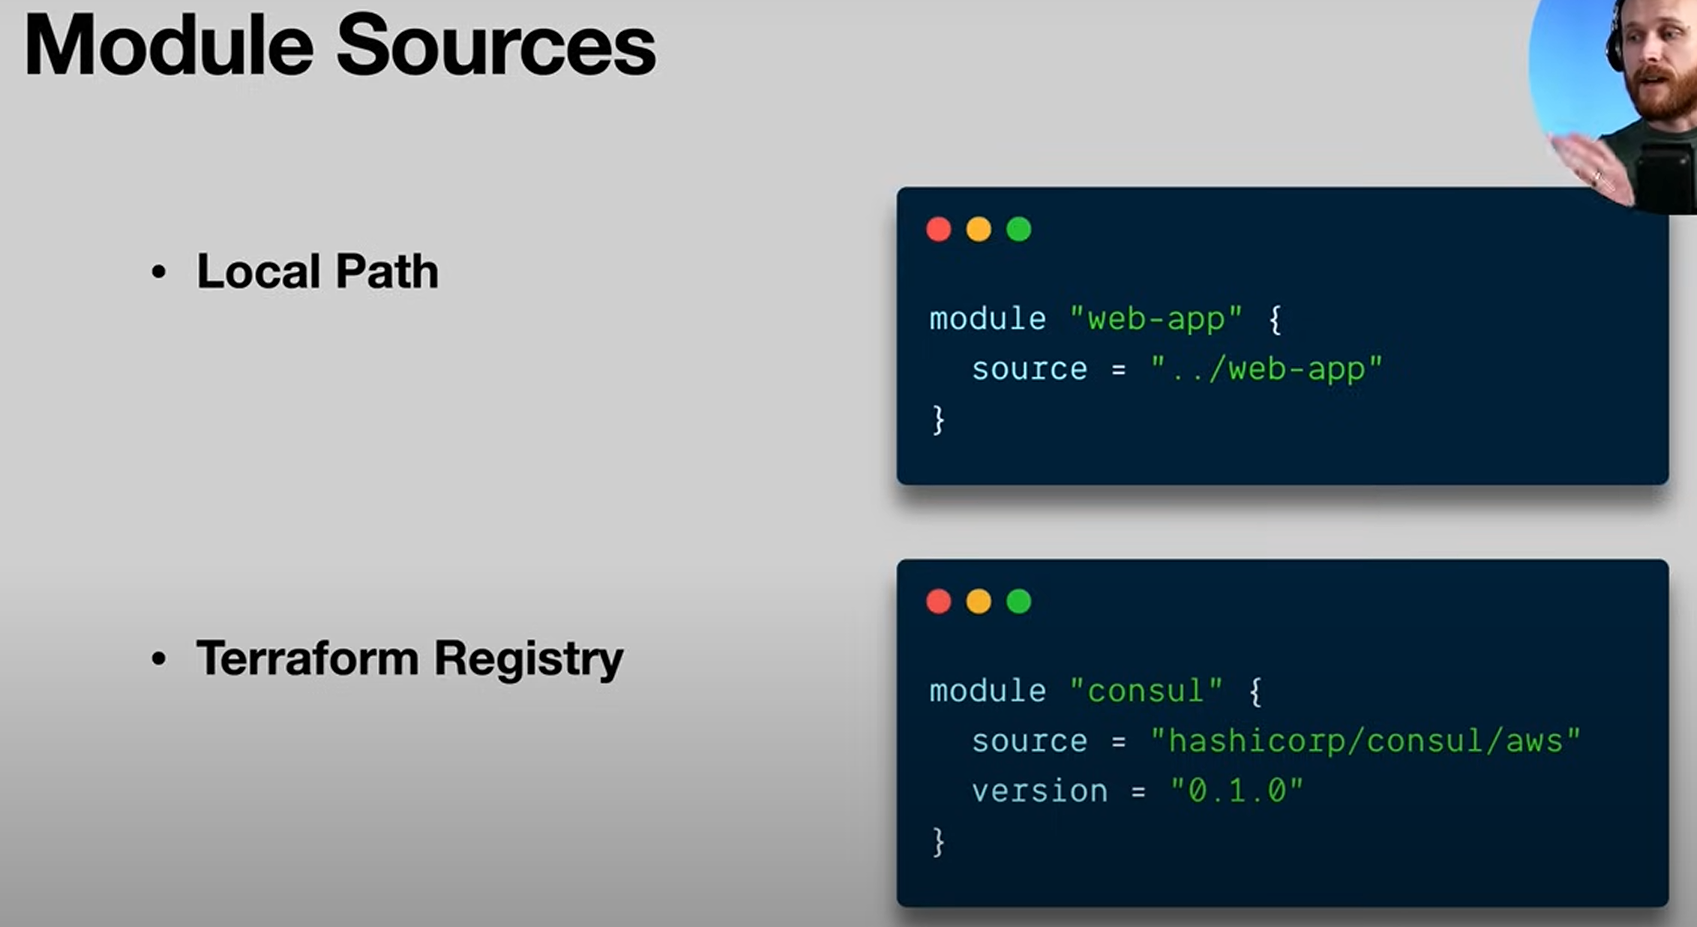 Module Sources
• Local Path
module "web-app" {
  source = "../web-app"
}
• Terraform Registry
module "consul" {
  source = "hashicorp/consul/aws"
  version = "0.1.0"
}